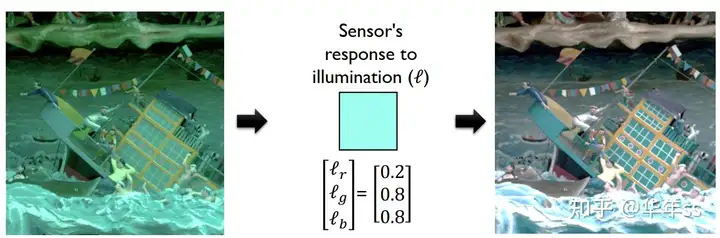 Sensor's
response to
illumination (ℓ)
[ℓr ℓg ℓb] = [0.2 0.8 0.8]
知乎 @华年ss